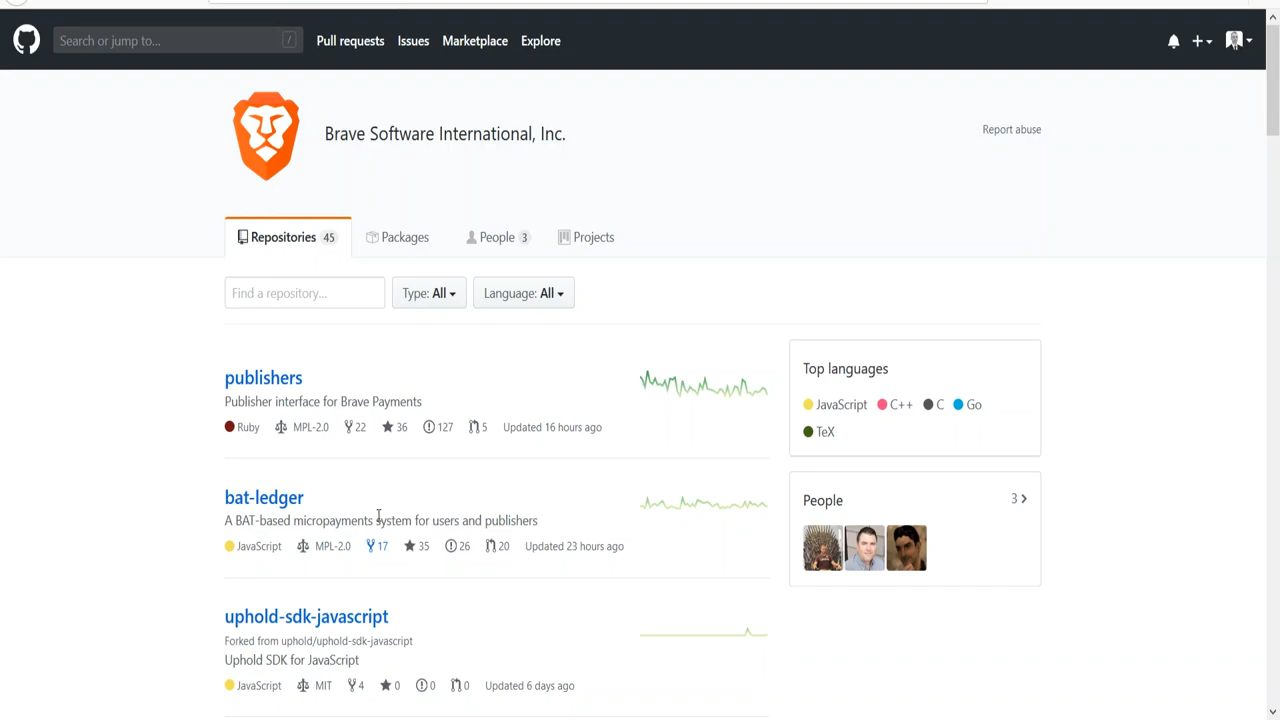 Search or jump to... / Pull requests Issues Marketplace Explore
Brave Software International, Inc.
Report abuse
Repositories 45 Packages People 3 Projects
Find a repository... Type: All Language: All
publishers
Publisher interface for Brave Payments
Ruby MPL-2.0 22 36 127 5 Updated 16 hours ago
bat-ledger
A BAT-based micropayments system for users and publishers
JavaScript MPL-2.0 17 35 26 20 Updated 23 hours ago
uphold-sdk-javascript
Forked from uphold/uphold-sdk-javascript
Uphold SDK for JavaScript
JavaScript MIT 4 0 0 0 Updated 6 days ago
Top languages
JavaScript C++ C Go
TeX
People 3